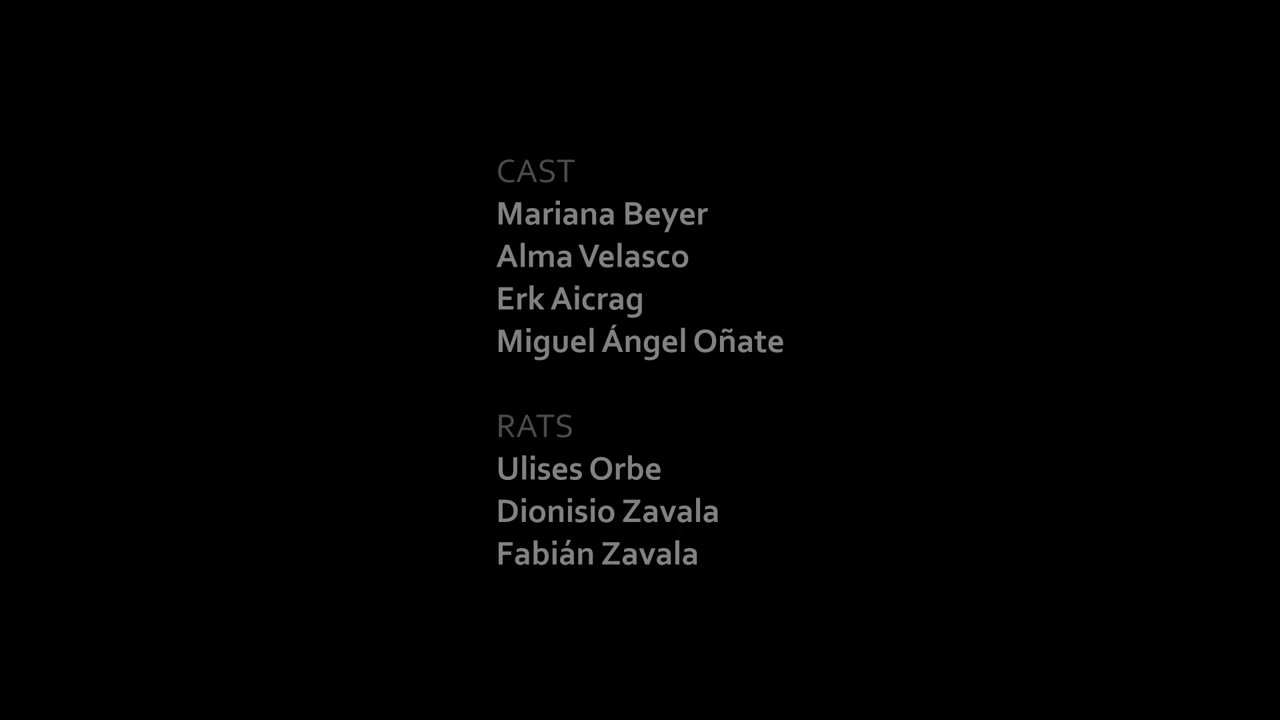 CAST
Mariana Beyer
Alma Velasco
Erk Aicrag
Miguel Ángel Oñate
RATS
Ulises Orbe
Dionisio Zavala
Fabián Zavala